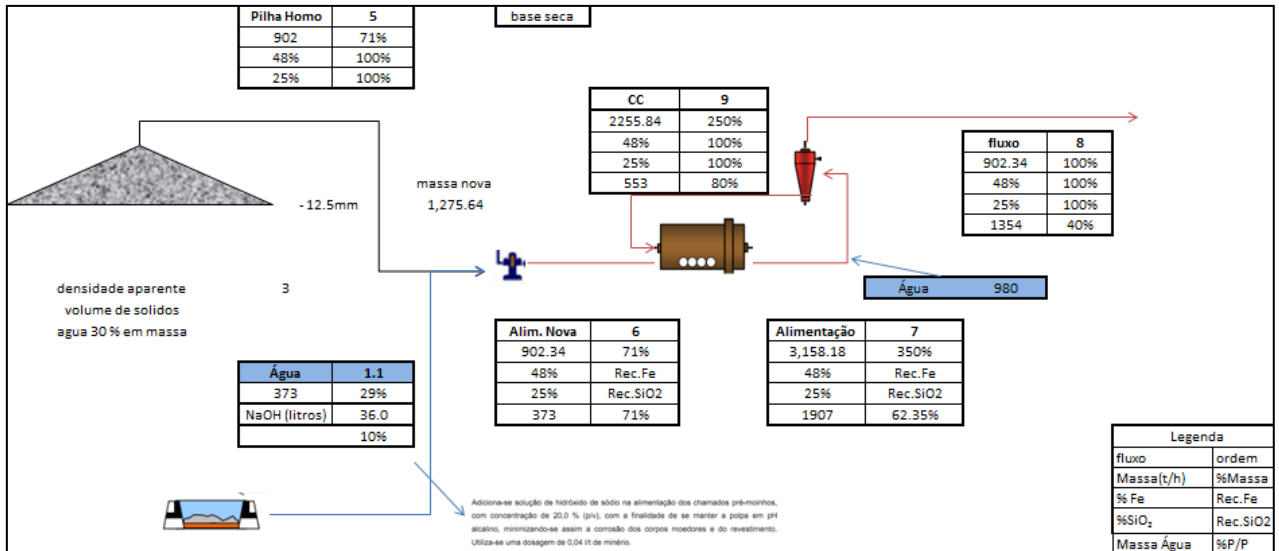 Pilha Homo 5
902 71%
48% 100%
25% 100%
base seca
CC 9
2255.84 250%
48% 100%
25% 100%
553 80%
fluxo 8
902.34 100%
48% 100%
25% 100%
1354 40%
massa nova
1,275.64
- 12.5mm
densidade aparente 3
volume de solidos
agua 30 % em massa
Água 980
Alim. Nova 6
902.34 71%
48% Rec.Fe
25% Rec.SiO2
373 71%
Alimentação 7
3,158.18 350%
48% Rec.Fe
25% Rec.SiO2
1907 62.35%
Água 1.1
373 29%
NaOH (litros) 36.0
10%
Legenda
fluxo ordem
Massa(t/h) %Massa
% Fe Rec.Fe
%SiO₂ Rec.SiO2
Massa Água %P/P
Adiciona-se solução de hidróxido de sódio na alimentação dos chamados pré-moinhos,
com concentração de 20,0 % (p/v), com a finalidade de se manter a polpa em pH
alcalino, minimizando-se assim a corrosão dos corpos moedores e do revestimento.
Utiliza-se uma dosagem de 0,04 l/t de minério.